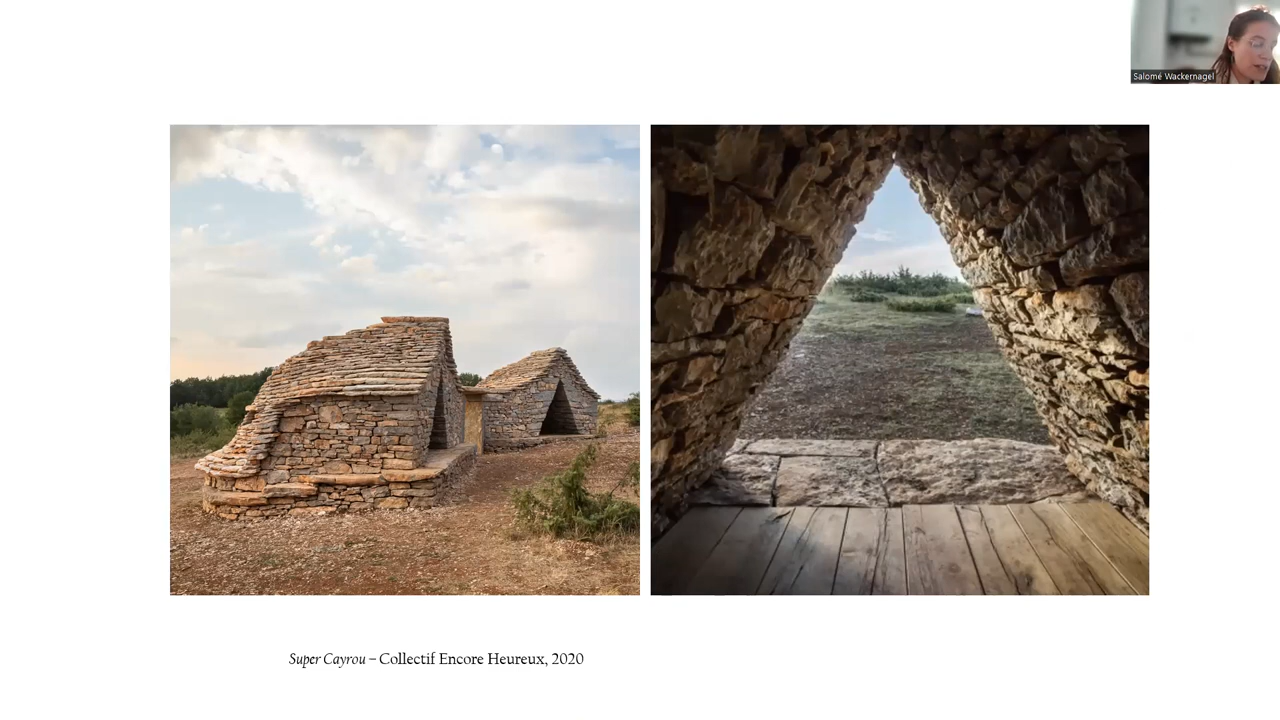 Salomé Wackernagel
Super Cayrou – Collectif Encore Heureux, 2020